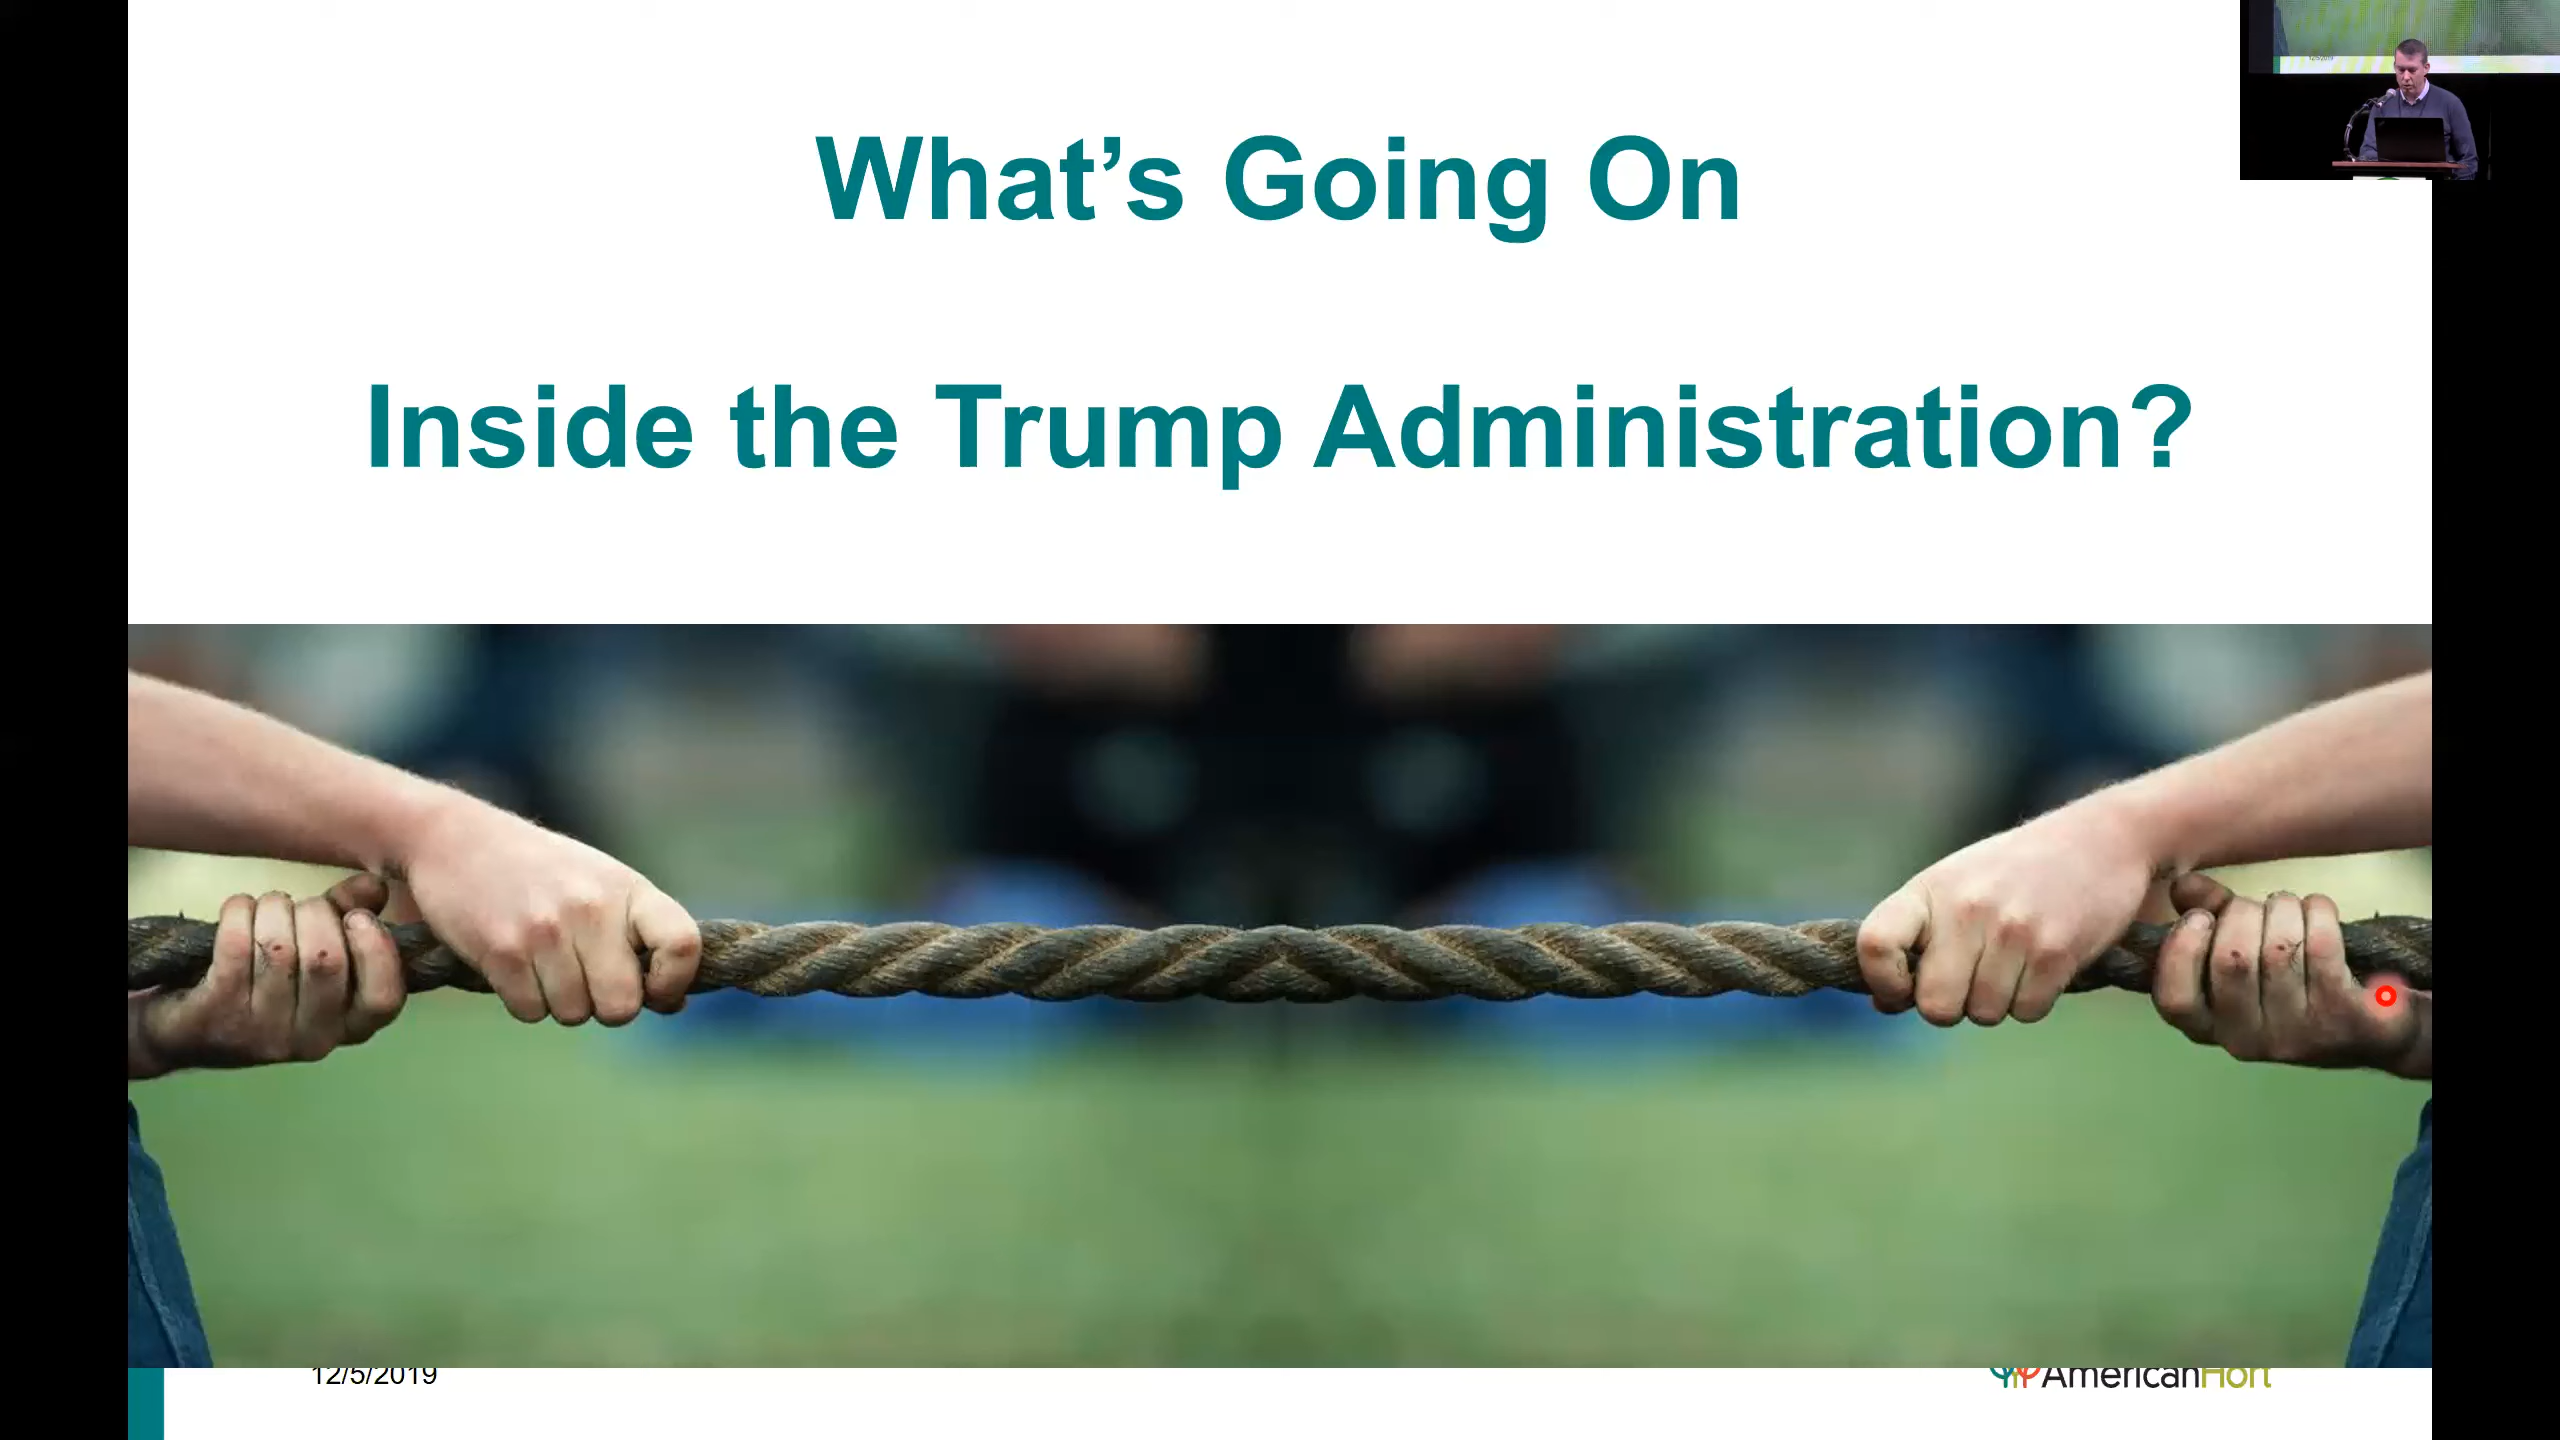 What’s Going On
Inside the Trump Administration?
12/5/2019
AmericanHort